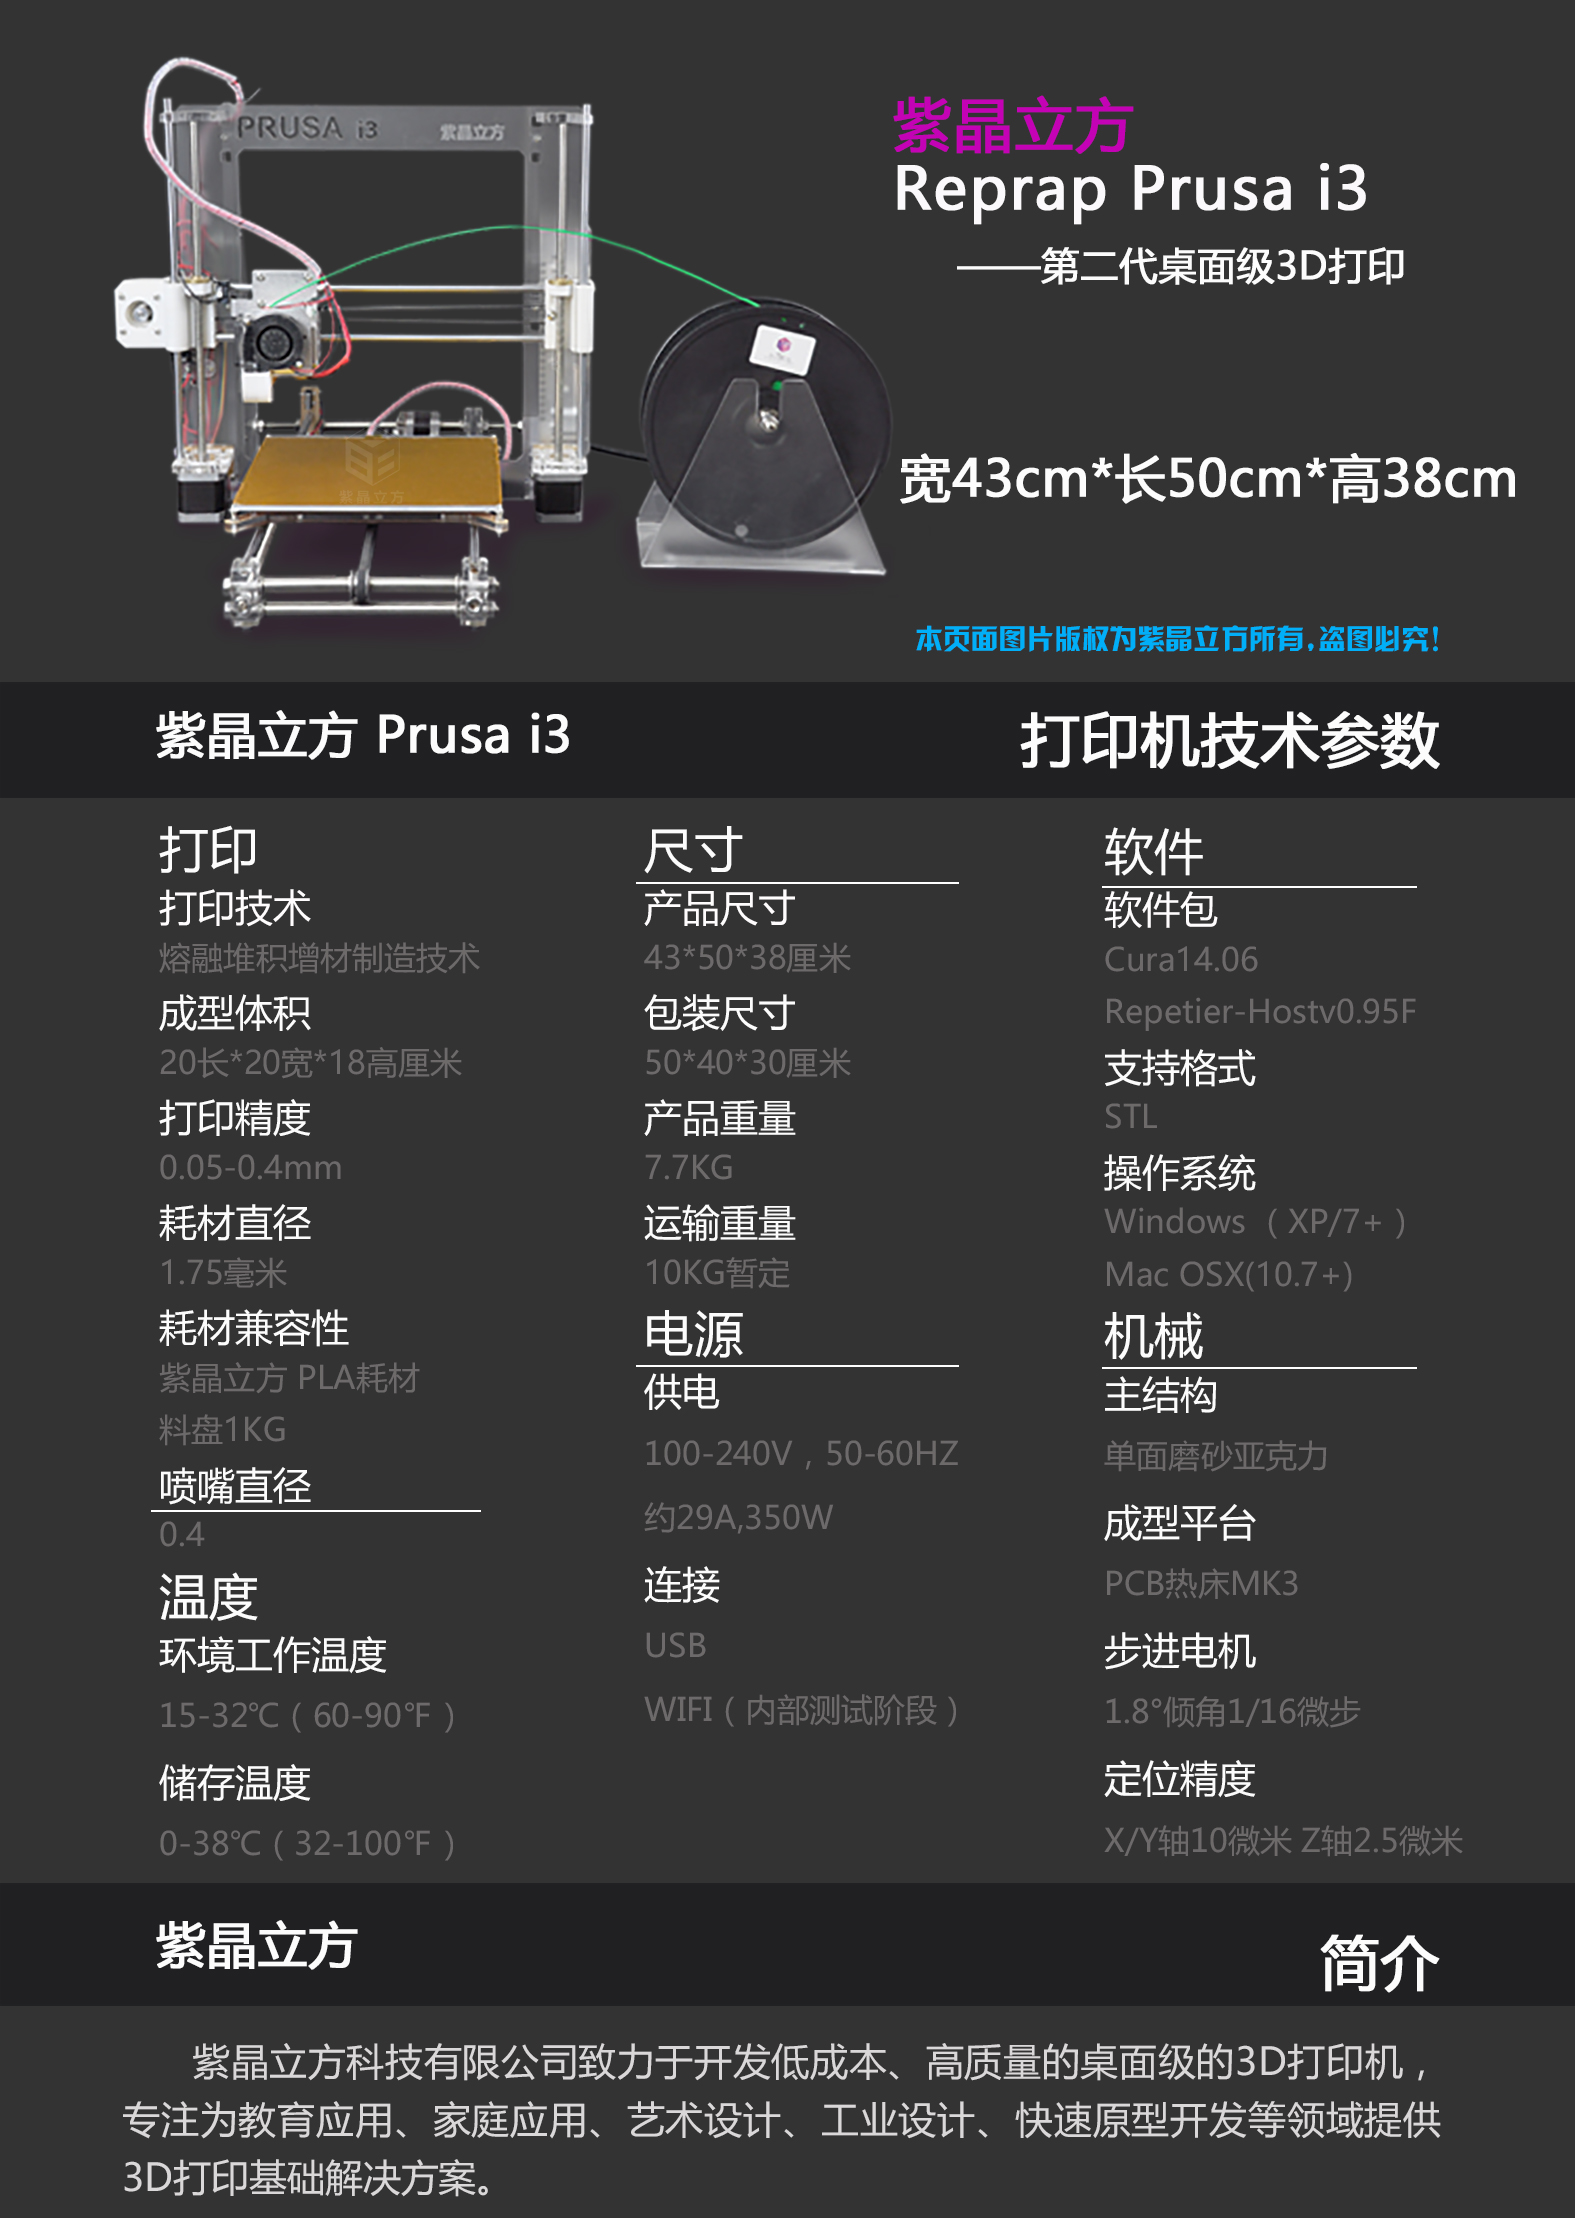 PRUSA i3 紫晶立方
紫晶立方
Reprap Prusa i3
——第二代桌面级3D打印
宽43cm*长50cm*高38cm
紫晶立方
本页面图片版权为紫晶立方所有,盗图必究!
紫晶立方 Prusa i3
打印机技术参数
打印
打印技术
熔融堆积增材制造技术
成型体积
20长*20宽*18高厘米
打印精度
0.05-0.4mm
耗材直径
1.75毫米
耗材兼容性
紫晶立方 PLA耗材
料盘1KG
喷嘴直径
0.4
温度
环境工作温度
15-32℃（60-90℉）
储存温度
0-38℃（32-100℉）
尺寸
产品尺寸
43*50*38厘米
包装尺寸
50*40*30厘米
产品重量
7.7KG
运输重量
10KG暂定
电源
供电
100-240V，50-60HZ
约29A,350W
连接
USB
WIFI（内部测试阶段）
软件
软件包
Cura14.06
Repetier-Hostv0.95F
支持格式
STL
操作系统
Windows （XP/7+）
Mac OSX(10.7+)
机械
主结构
单面磨砂亚克力
成型平台
PCB热床MK3
步进电机
1.8°倾角1/16微步
定位精度
X/Y轴10微米 Z轴2.5微米
紫晶立方
简介
紫晶立方科技有限公司致力于开发低成本、高质量的桌面级的3D打印机，
专注为教育应用、家庭应用、艺术设计、工业设计、快速原型开发等领域提供
3D打印基础解决方案。